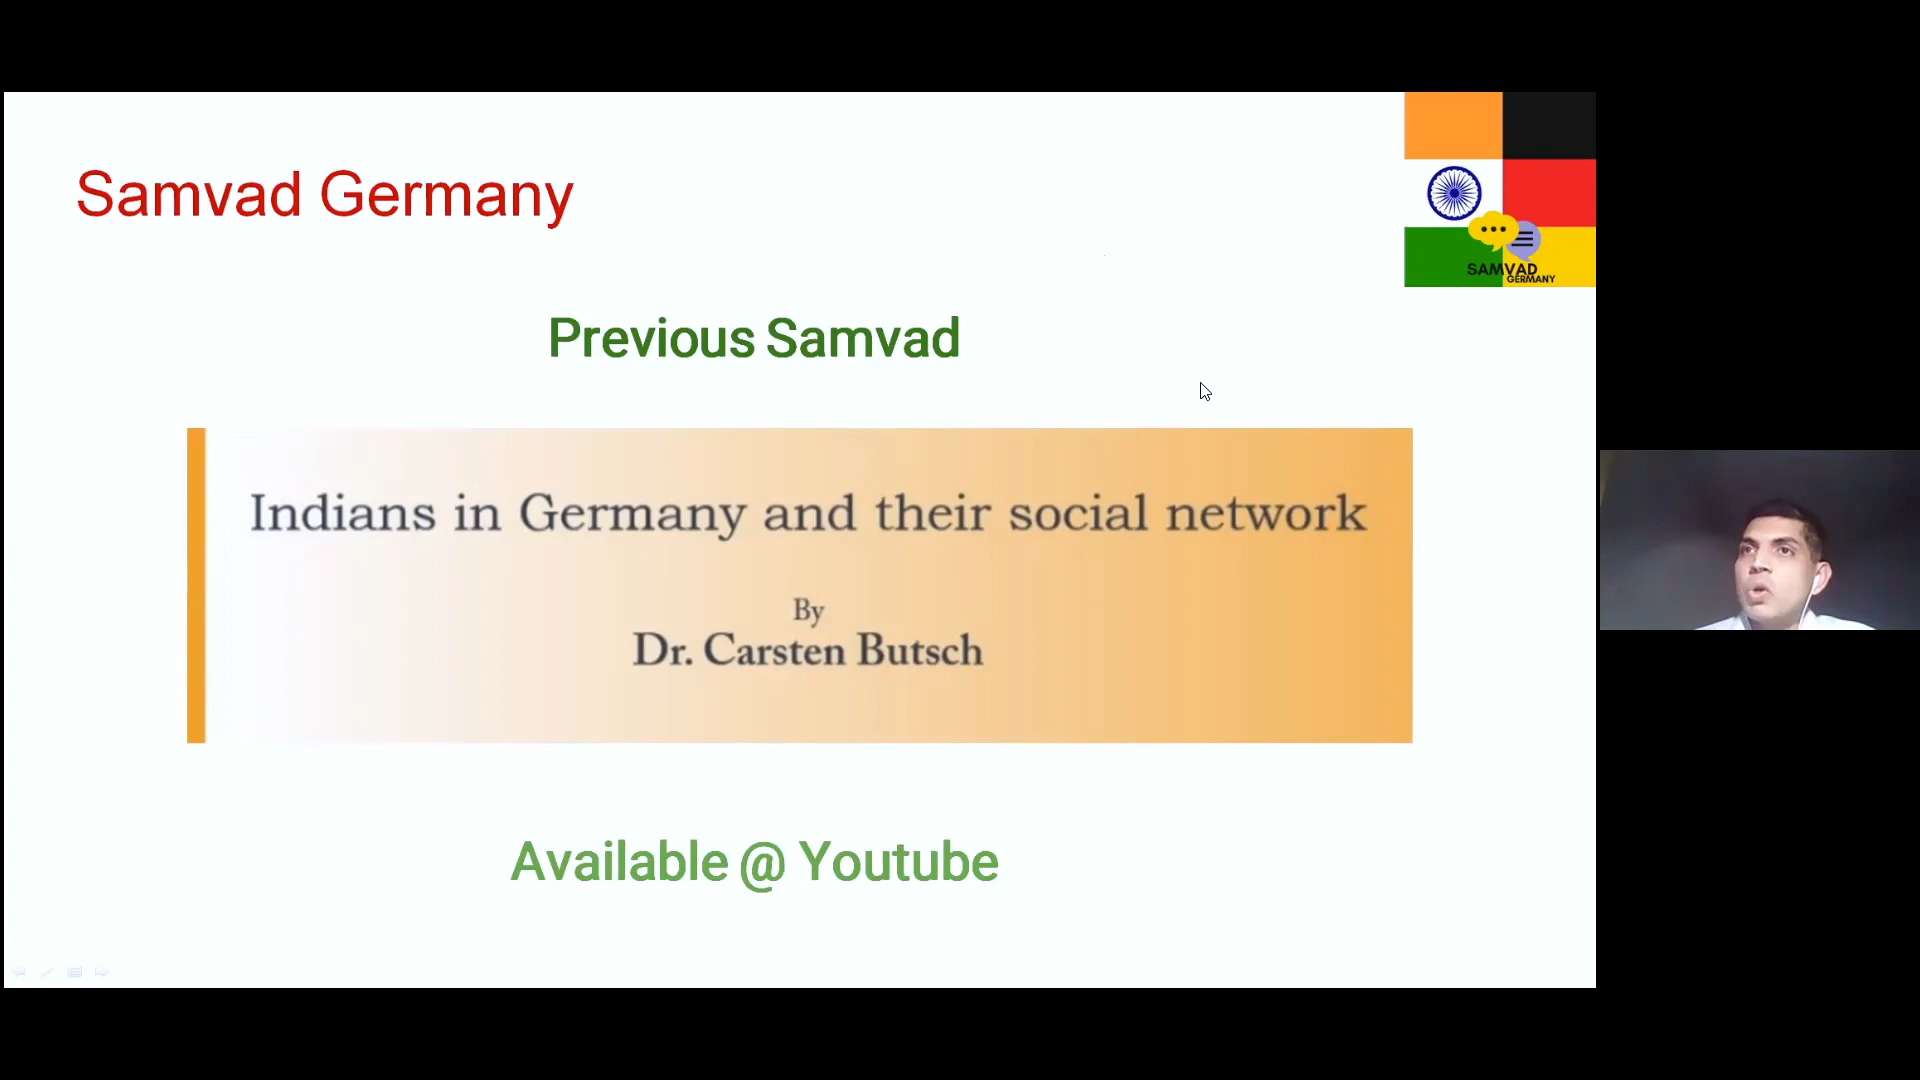 Samvad Germany
SAMVAD
GERMANY
Previous Samvad
Indians in Germany and their social network
By
Dr. Carsten Butsch
Available @ Youtube